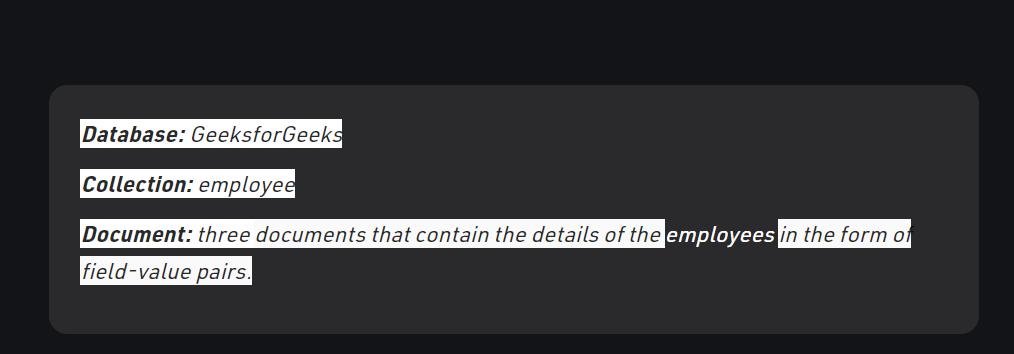 Database: GeeksforGeeks
Collection: employee
Document: three documents that contain the details of the employees in the form of
field-value pairs.